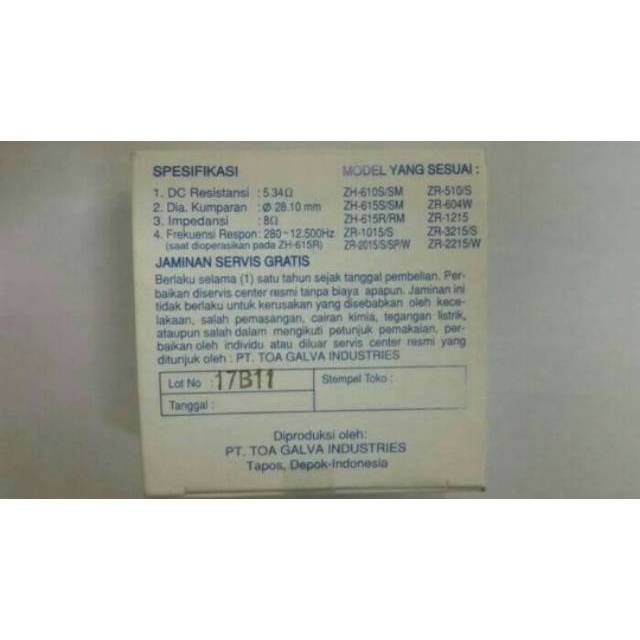 SPESIFIKASI
MODEL YANG SESUAI :
1. DC Resistansi : 5.34Ω
2. Dia. Kumparan : Ø 28.10 mm
3. Impedansi : 8Ω
4. Frekuensi Respon: 280~12.500Hz
(saat dioperasikan pada ZH-615R)
ZH-610S/SM ZR-510/S
ZH-615S/SM ZR-604W
ZH-615R/RM ZR-1215
ZR-1015/S ZR-3215/S
ZR-2015/S/SP/W ZR-2215/W
JAMINAN SERVIS GRATIS
Berlaku selama (1) satu tahun sejak tanggal pembelian. Per-
baikan diservis center resmi tanpa biaya apapun. Jaminan ini
tidak berlaku untuk kerusakan yang disebabkan oleh kece-
lakaan, salah pemasangan, cairan kimia, tegangan listrik,
ataupun salah dalam mengikuti petunjuk pemakaian, per-
baikan oleh individu atau diluar servis center resmi yang
ditunjuk oleh : PT. TOA GALVA INDUSTRIES
Lot No : 17B11
Stempel Toko :
Tanggal :
Diproduksi oleh:
PT. TOA GALVA INDUSTRIES
Tapos, Depok-Indonesia